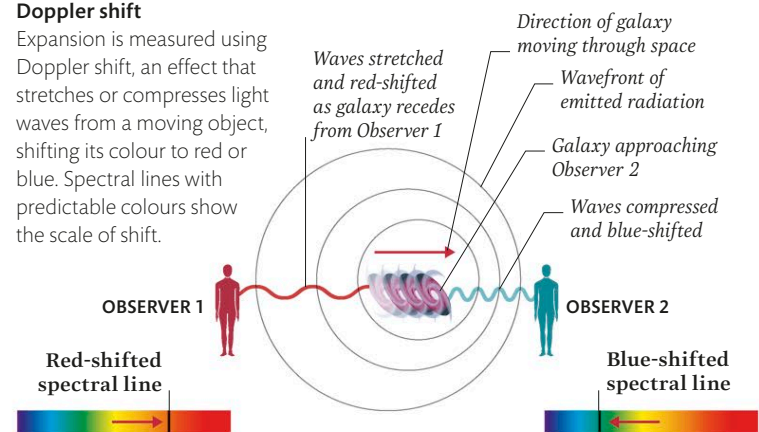 Doppler shift
Expansion is measured using
Doppler shift, an effect that
stretches or compresses light
waves from a moving object,
shifting its colour to red or
blue. Spectral lines with
predictable colours show
the scale of shift.
Waves stretched
and red-shifted
as galaxy recedes
from Observer 1
Direction of galaxy
moving through space
Wavefront of
emitted radiation
Galaxy approaching
Observer 2
Waves compressed
and blue-shifted
OBSERVER 1
OBSERVER 2
Red-shifted
spectral line
Blue-shifted
spectral line